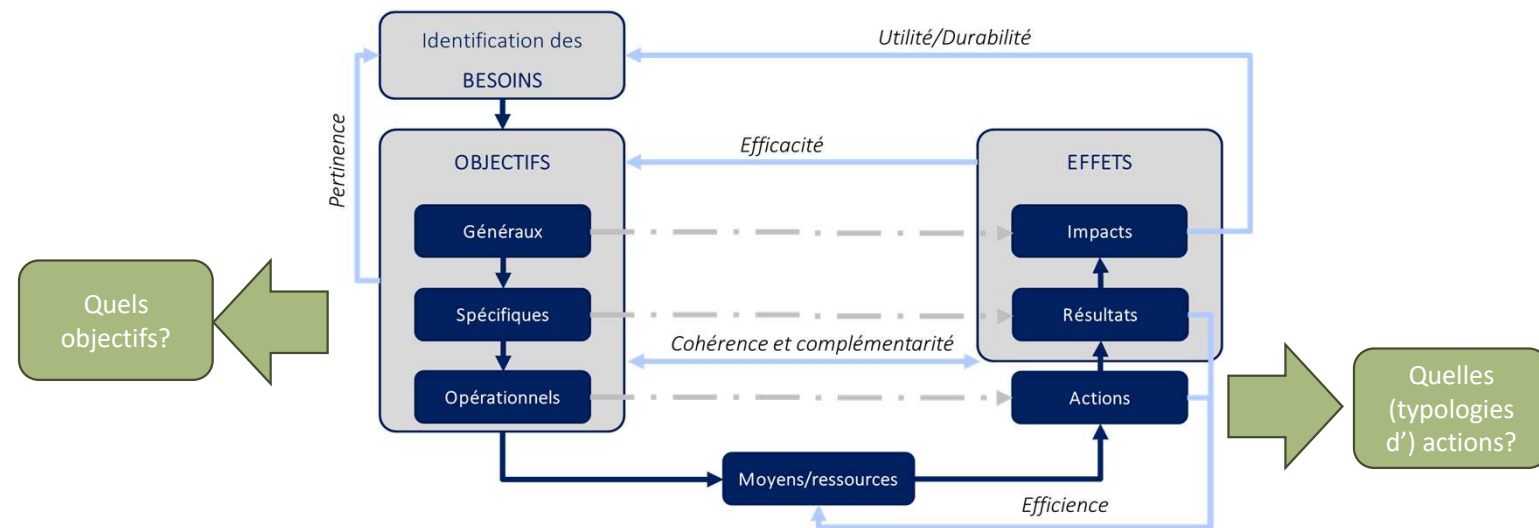 Identification des
BESOINS
Utilité/Durabilité
Pertinence
Efficacité
OBJECTIFS
EFFETS
Généraux
Impacts
Quels
objectifs?
Spécifiques
Résultats
Cohérence et complémentarité
Opérationnels
Actions
Quelles
(typologies
d’) actions?
Moyens/ressources
Efficience